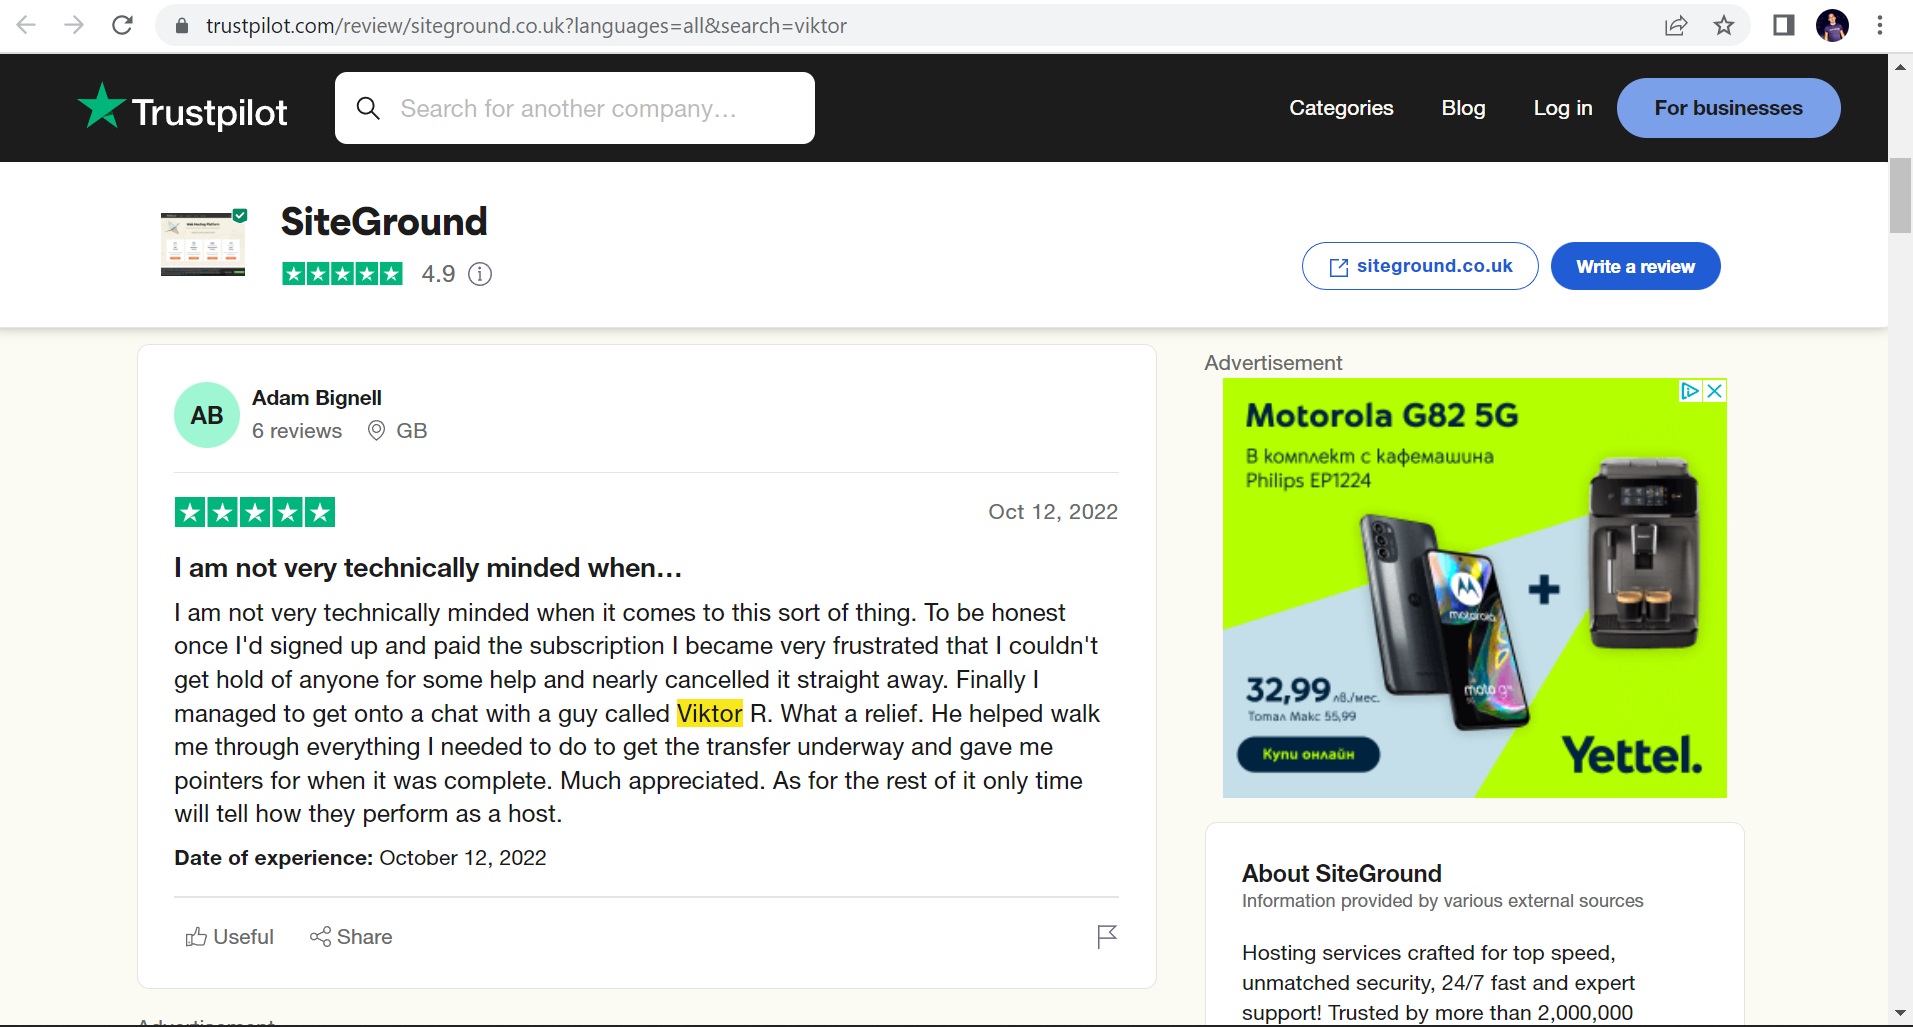 trustpilot.com/review/siteground.co.uk?languages=all&search=viktor
Trustpilot
Search for another company...
Categories
Blog
Log in
For businesses
SiteGround
4.9
siteground.co.uk
Write a review
AB
Adam Bignell
6 reviews
GB
Oct 12, 2022
I am not very technically minded when...
I am not very technically minded when it comes to this sort of thing. To be honest
once I'd signed up and paid the subscription I became very frustrated that I couldn't
get hold of anyone for some help and nearly cancelled it straight away. Finally I
managed to get onto a chat with a guy called Viktor R. What a relief. He helped walk
me through everything I needed to do to get the transfer underway and gave me
pointers for when it was complete. Much appreciated. As for the rest of it only time
will tell how they perform as a host.
Date of experience: October 12, 2022
Useful
Share
Advertisement
Advertisement
Motorola G82 5G
В комплект с кафемашина
Philips EP1224
motorola
moto g
32,99 лв./мес.
Тотал Макс 55,99
Купи онлайн
Yettel.
About SiteGround
Information provided by various external sources
Hosting services crafted for top speed,
unmatched security, 24/7 fast and expert
support! Trusted by more than 2,000,000